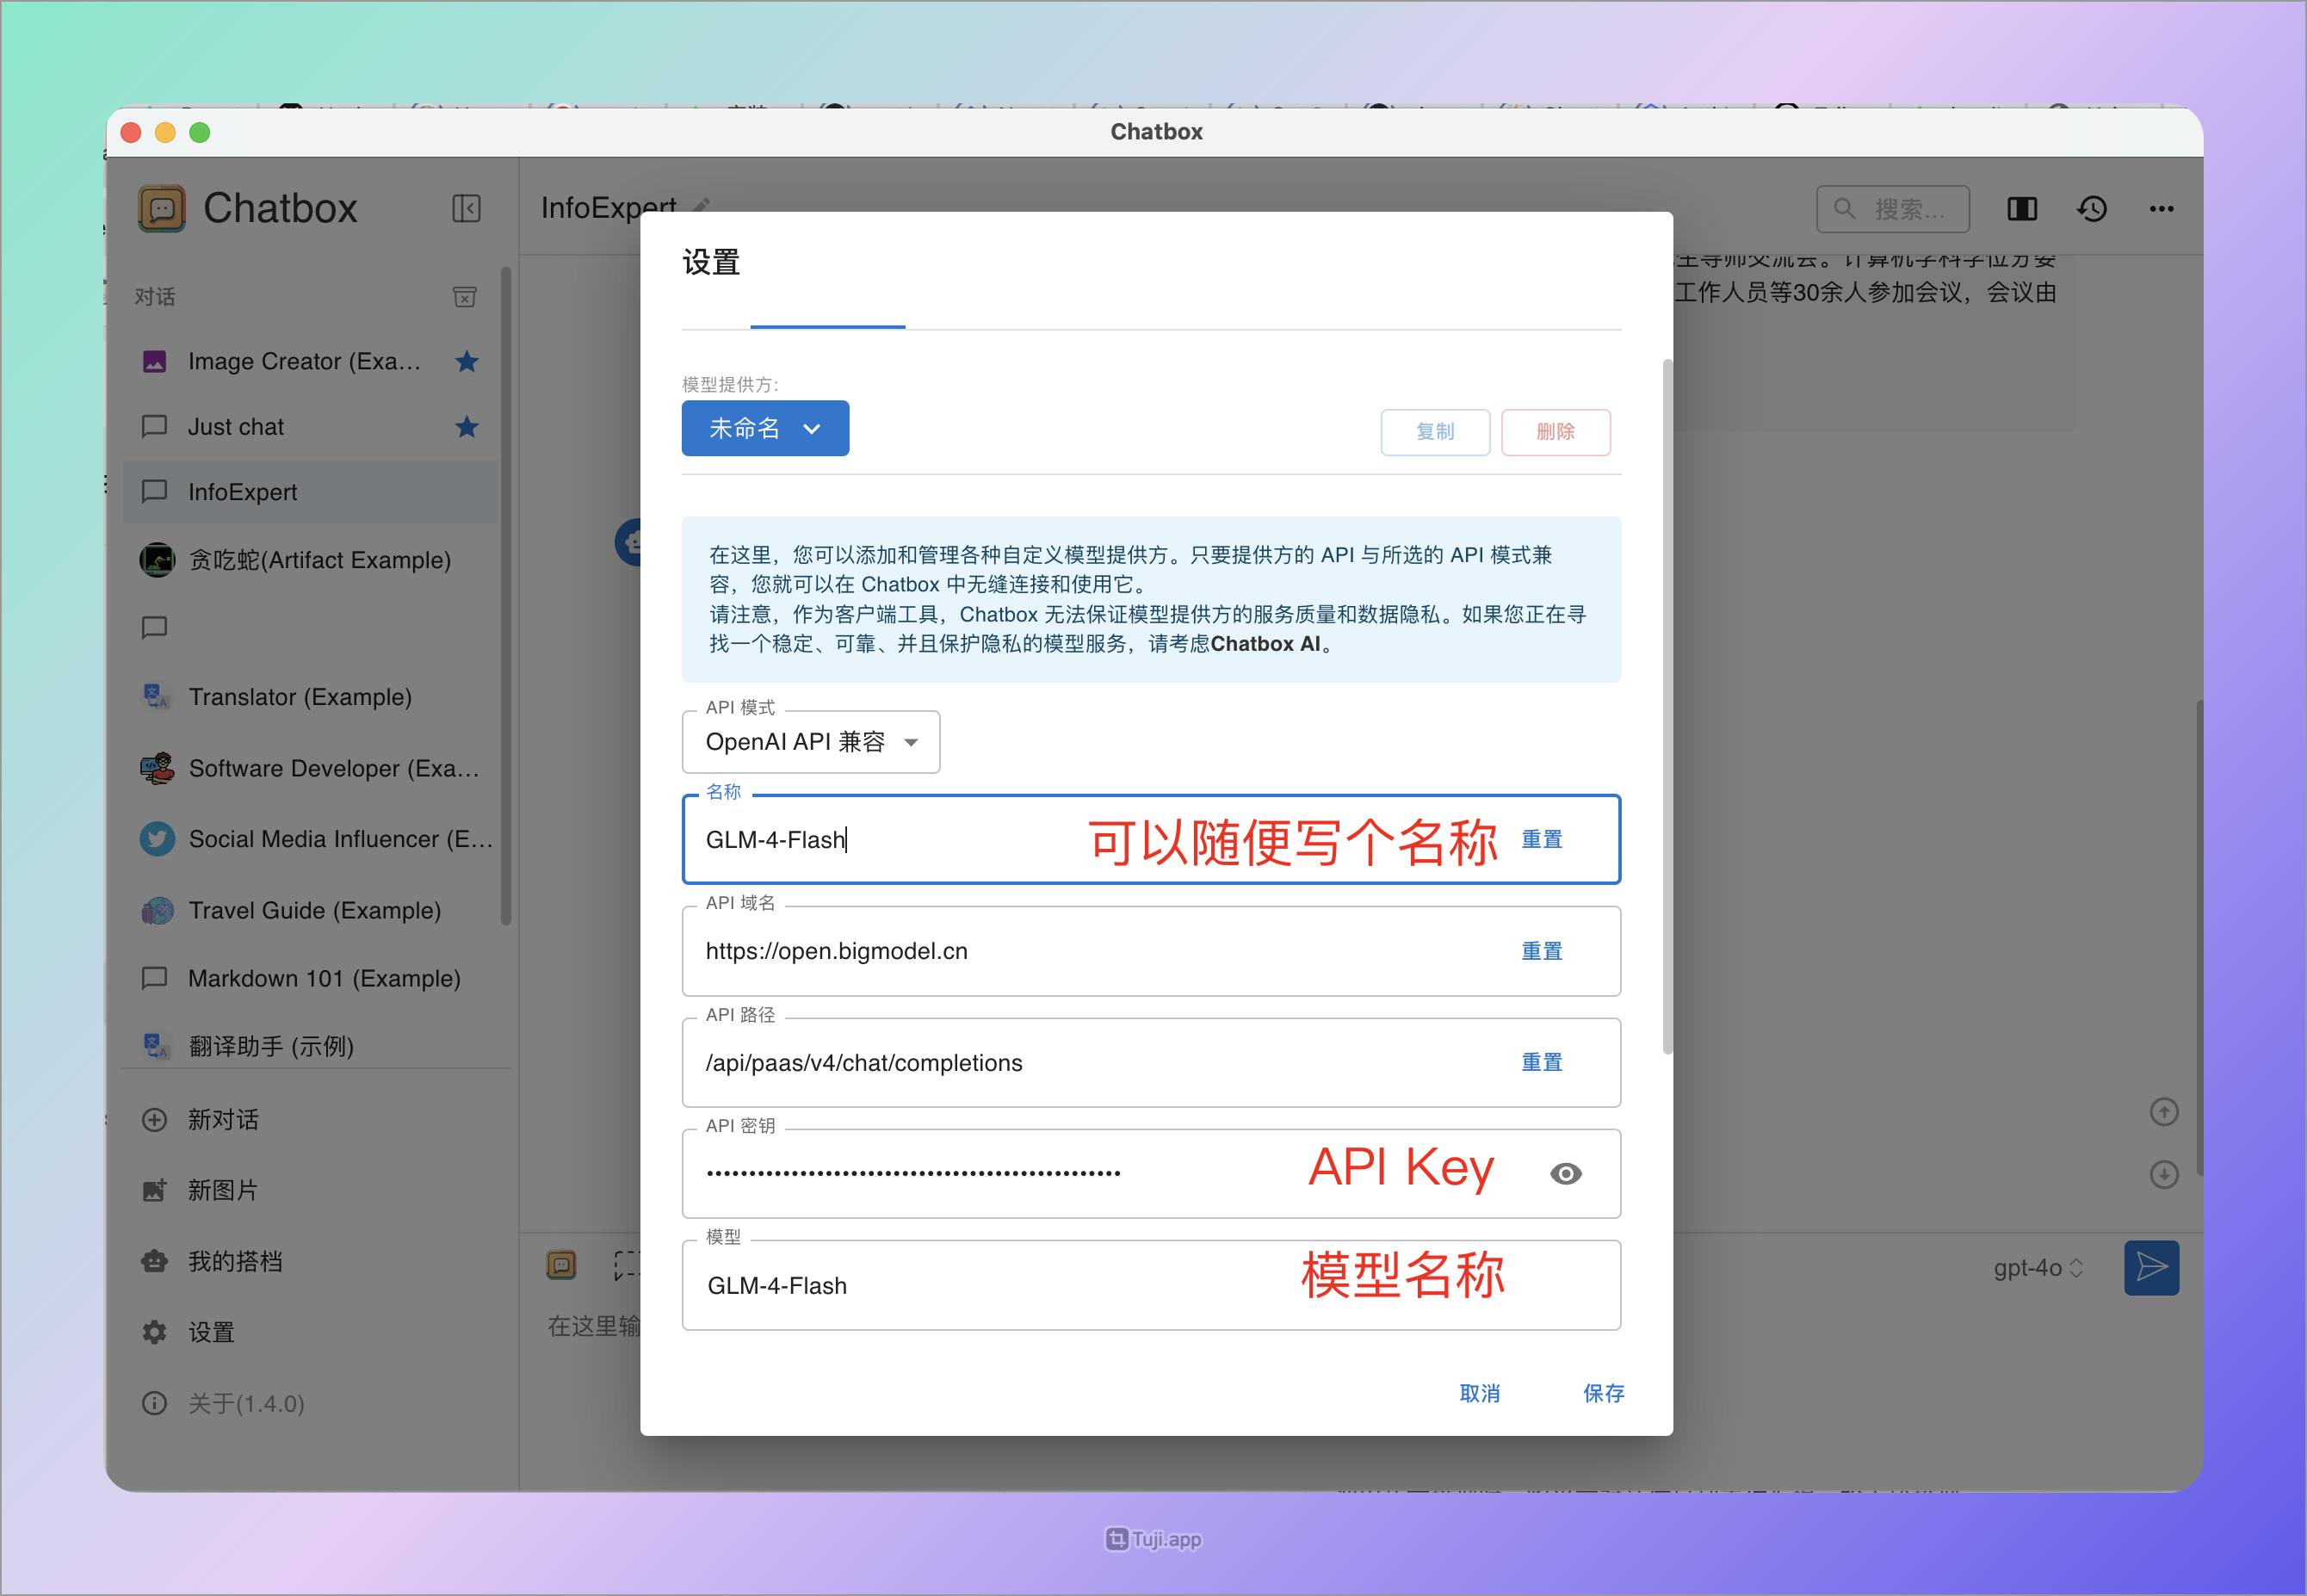 Chatbox
Chatbox
InfoExpert
搜索...
对话
Image Creator (Exa...
Just chat
InfoExpert
贪吃蛇(Artifact Example)
Translator (Example)
Software Developer (Exa...
Social Media Influencer (E...
Travel Guide (Example)
Markdown 101 (Example)
翻译助手 (示例)
新对话
新图片
我的搭档
设置
关于(1.4.0)
工作人员等30余人参加会议，会议由
设置
模型提供方:
未命名
复制
删除
在这里，您可以添加和管理各种自定义模型提供方。只要提供方的 API 与所选的 API 模式兼
容，您就可以在 Chatbox 中无缝连接和使用它。
请注意，作为客户端工具，Chatbox 无法保证模型提供方的服务质量和数据隐私。如果您正在寻
找一个稳定、可靠、并且保护隐私的模型服务，请考虑Chatbox AI。
API 模式
OpenAI API 兼容
名称
GLM-4-Flash
可以随便写个名称
重置
API 域名
https://open.bigmodel.cn
重置
API 路径
/api/paas/v4/chat/completions
重置
API 密钥
API Key
模型
GLM-4-Flash
模型名称
取消
保存
gpt-4o
在这里输
Tuji.app